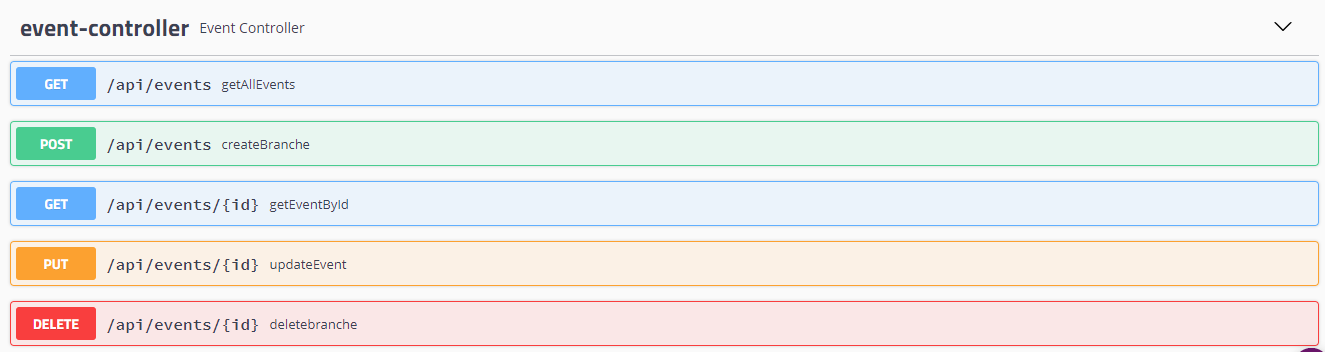 event-controller Event Controller
GET /api/events getAllEvents
POST /api/events createBranche
GET /api/events/{id} getEventById
PUT /api/events/{id} updateEvent
DELETE /api/events/{id} deletebranche